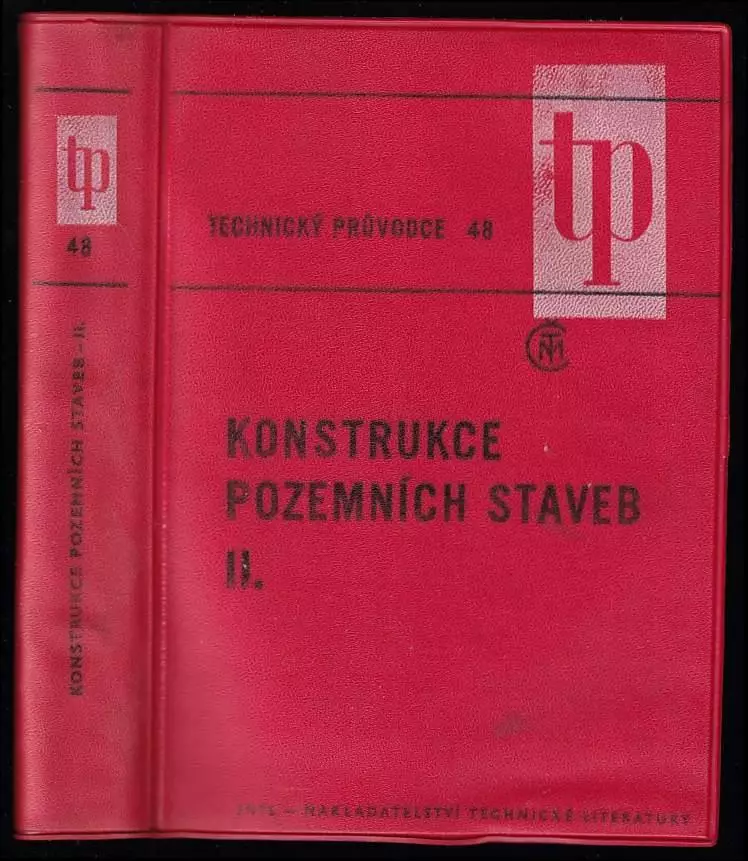 tp
48
KONSTRUKCE POZEMNÍCH STAVEB - II.
tp
TECHNICKÝ PRŮVODCE 48
KONSTRUKCE
POZEMNÍCH STAVEB
II.
SNTL — NAKLADATELSTVÍ TECHNICKÉ LITERATURY